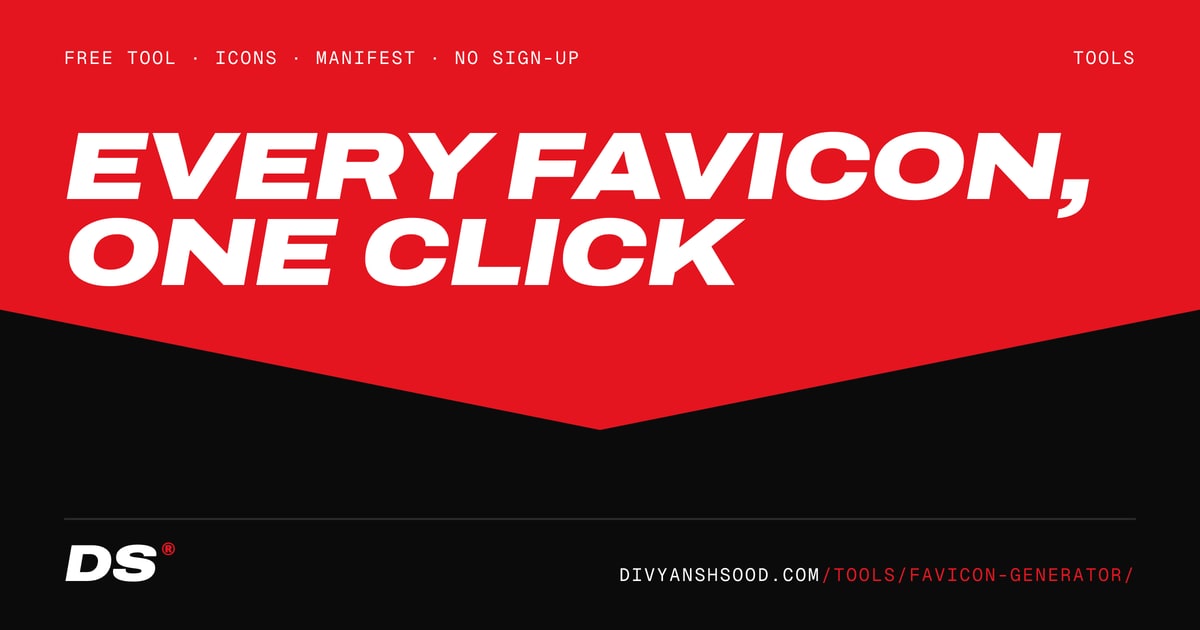 FREE TOOL · ICONS · MANIFEST · NO SIGN-UP
TOOLS
EVERY FAVICON,
ONE CLICK
DS®
DIVYANSHSOOD.COM/TOOLS/FAVICON-GENERATOR/